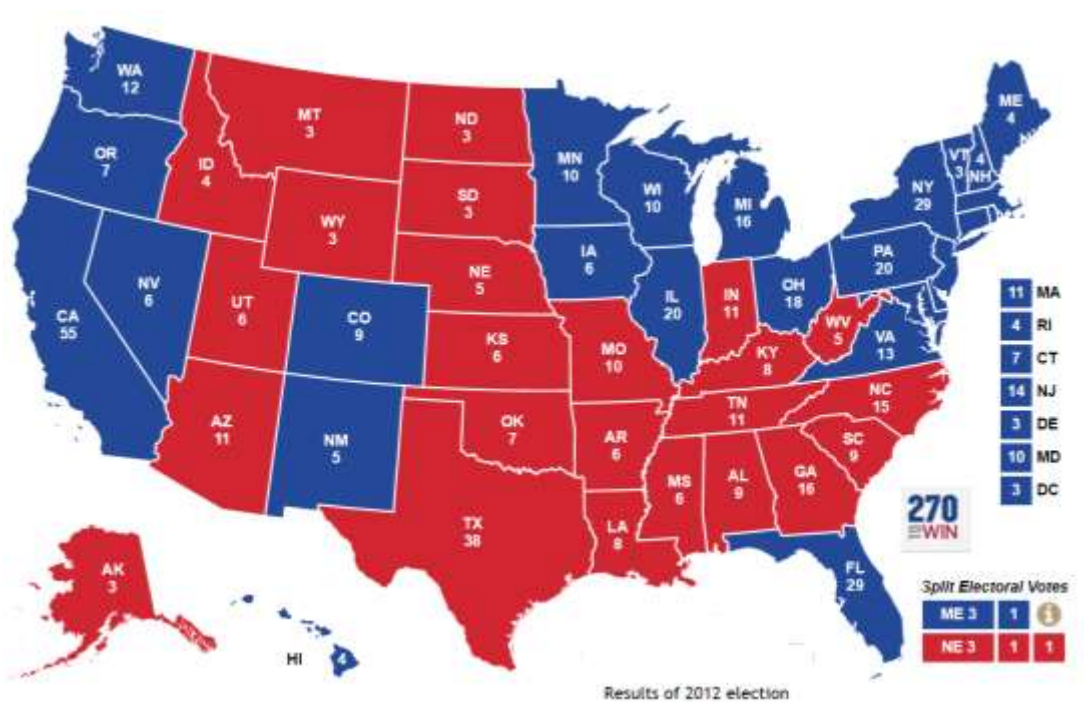 WA
12
MT
3
ND
3
ME
4
OR
7
ID
4
MN
10
VT
3
4
NH
WI
10
NY
29
SD
3
WY
3
MI
16
IA
6
PA
20
NE
5
NV
6
OH
18
UT
6
IL
20
IN
11
CA
55
CO
9
WV
5
VA
13
KS
6
MO
10
KY
8
NC
15
TN
11
AZ
11
OK
7
NM
5
AR
6
SC
9
MS
6
AL
9
GA
16
TX
38
LA
8
FL
29
AK
3
HI 4
11 MA
4 RI
7 CT
14 NJ
3 DE
10 MD
3 DC
270
TO WIN
Split Electoral Votes
ME 3 1
NE 3 1 1
Results of 2012 election